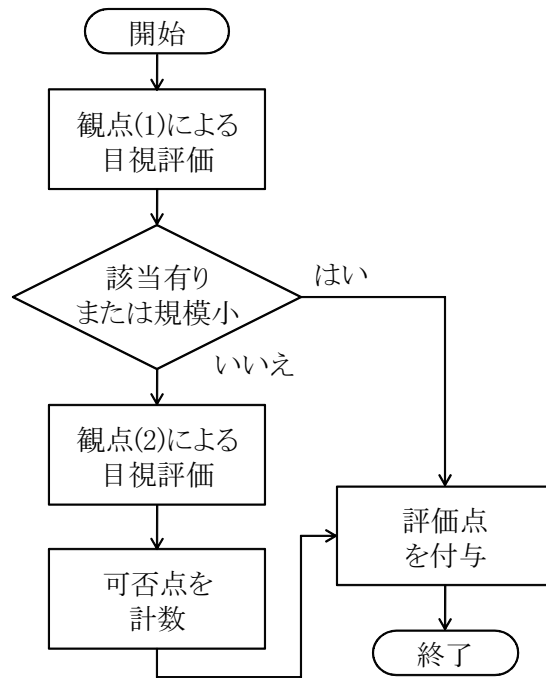 開始
観点(1)による
目視評価
該当有り
または規模小
はい
いいえ
観点(2)による
目視評価
可否点を
計数
評価点
を付与
終了